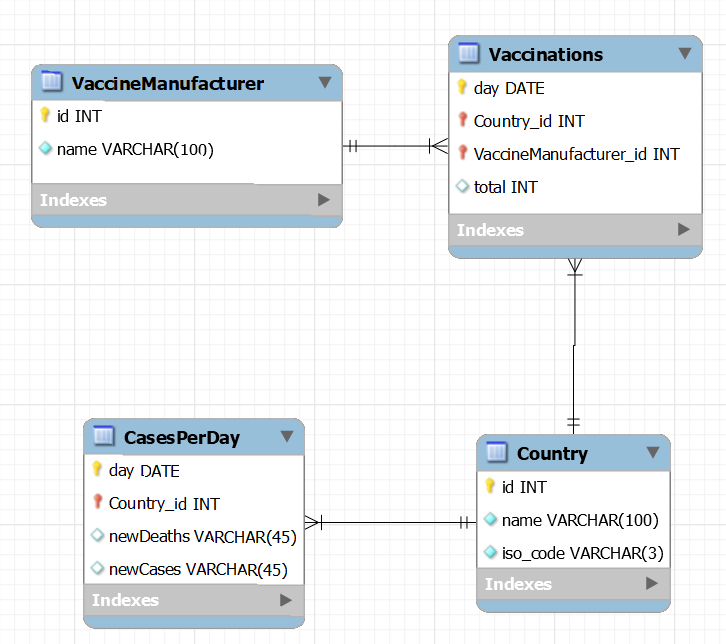 VaccineManufacturer
id INT
name VARCHAR(100)
Indexes
Vaccinations
day DATE
Country_id INT
VaccineManufacturer_id INT
total INT
Indexes
CasesPerDay
day DATE
Country_id INT
newDeaths VARCHAR(45)
newCases VARCHAR(45)
Indexes
Country
id INT
name VARCHAR(100)
iso_code VARCHAR(3)
Indexes